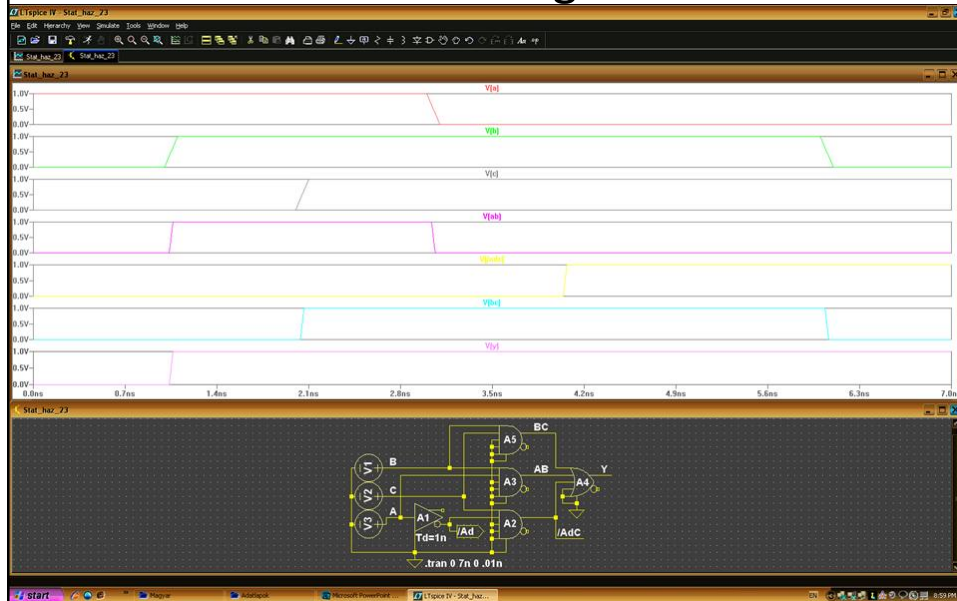 LTspice IV - Stat_haz_23
File Edit Hierarchy View Simulate Tools Window Help
Stat_haz_23 Stat_haz_23
Stat_haz_23
V(a)
1.0V
0.5V
0.0V
V(b)
1.0V
0.5V
0.0V
V(c)
1.0V
0.5V
0.0V
V(ab)
1.0V
0.5V
0.0V
1.0V
0.5V
0.0V
V(bc)
1.0V
0.5V
0.0V
V(y)
1.0V
0.5V
0.0V
0.0ns 0.7ns 1.4ns 2.1ns 2.8ns 3.5ns 4.2ns 4.9ns 5.6ns 6.3ns 7.0n
Stat_haz_23
BC
A5
V1 B
AB
Y
A3
A4
V2 C
V3 A
A1
/Ad
A2
/AdC
Td=1n
.tran 0 7n 0 .01n
start
Magyar
Adatlapok
Microsoft PowerPoint ...
LTspice IV - Stat_haz...
EN
8:59 PM